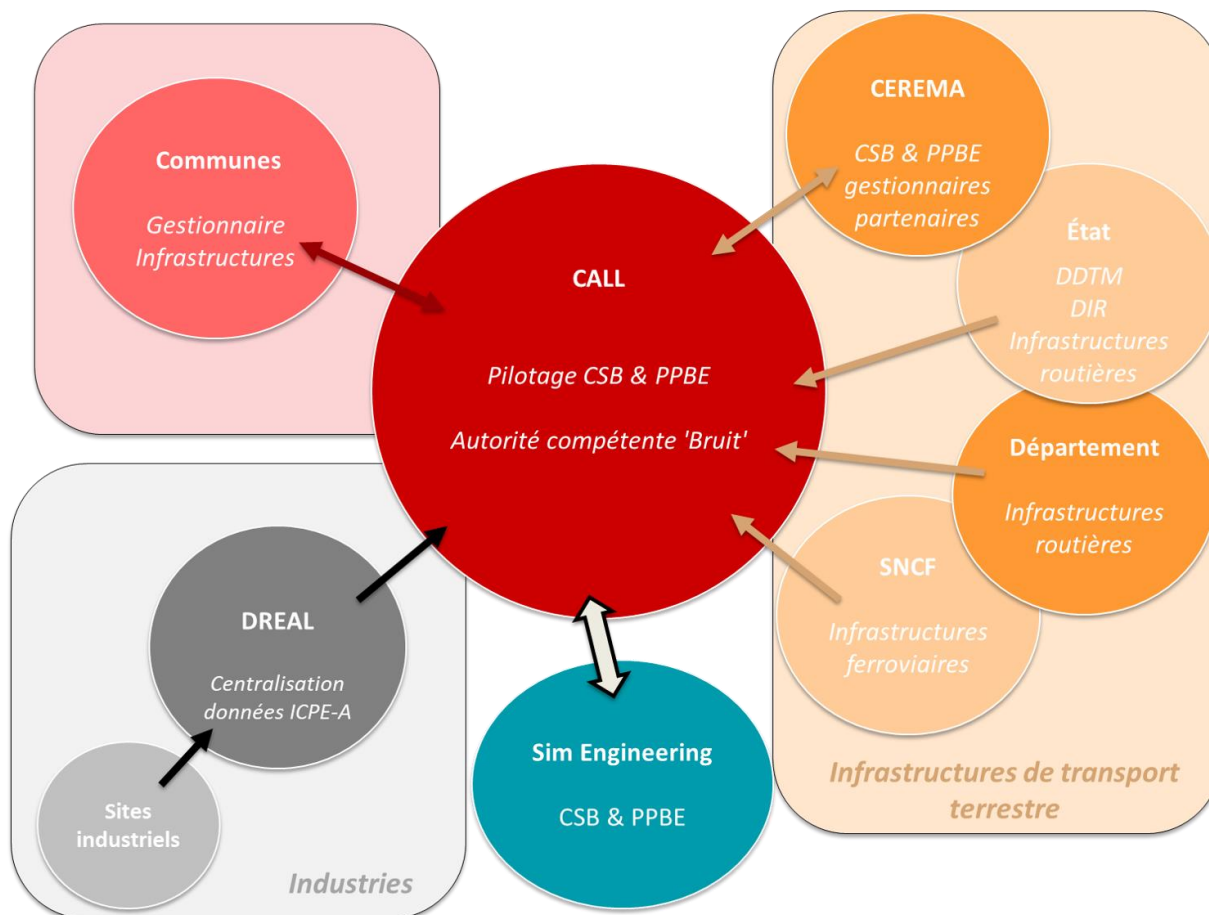 Communes
Gestionnaire
Infrastructures
CEREMA
CSB & PPBE
gestionnaires
partenaires
État
DDTM
DIR
Infrastructures
routières
CALL
Pilotage CSB & PPBE
Autorité compétente 'Bruit'
Département
Infrastructures
routières
SNCF
Infrastructures
ferroviaires
Infrastructures de transport
terrestre
DREAL
Centralisation
données ICPE-A
Sites
industriels
Industries
Sim Engineering
CSB & PPBE